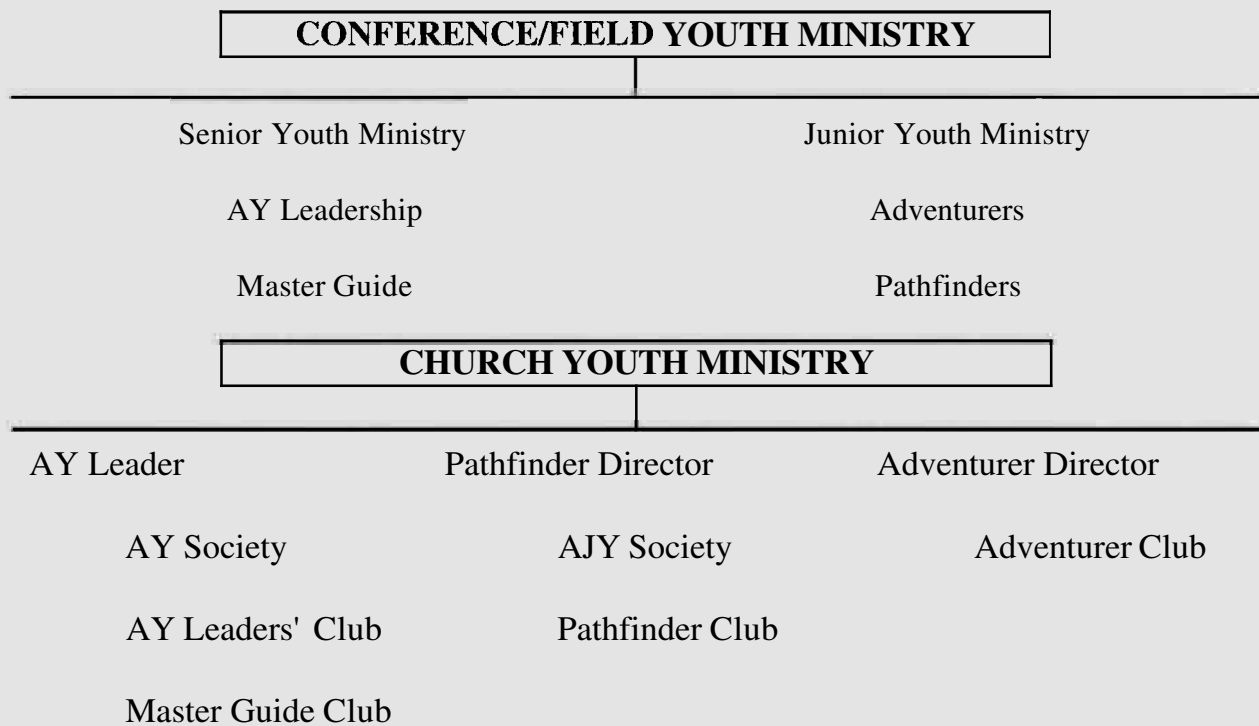 CONFERENCE/FIELD YOUTH MINISTRY
Senior Youth Ministry Junior Youth Ministry
AY Leadership Adventurers
Master Guide Pathfinders
CHURCH YOUTH MINISTRY
AY Leader Pathfinder Director Adventurer Director
AY Society AJY Society Adventurer Club
AY Leaders' Club Pathfinder Club
Master Guide Club